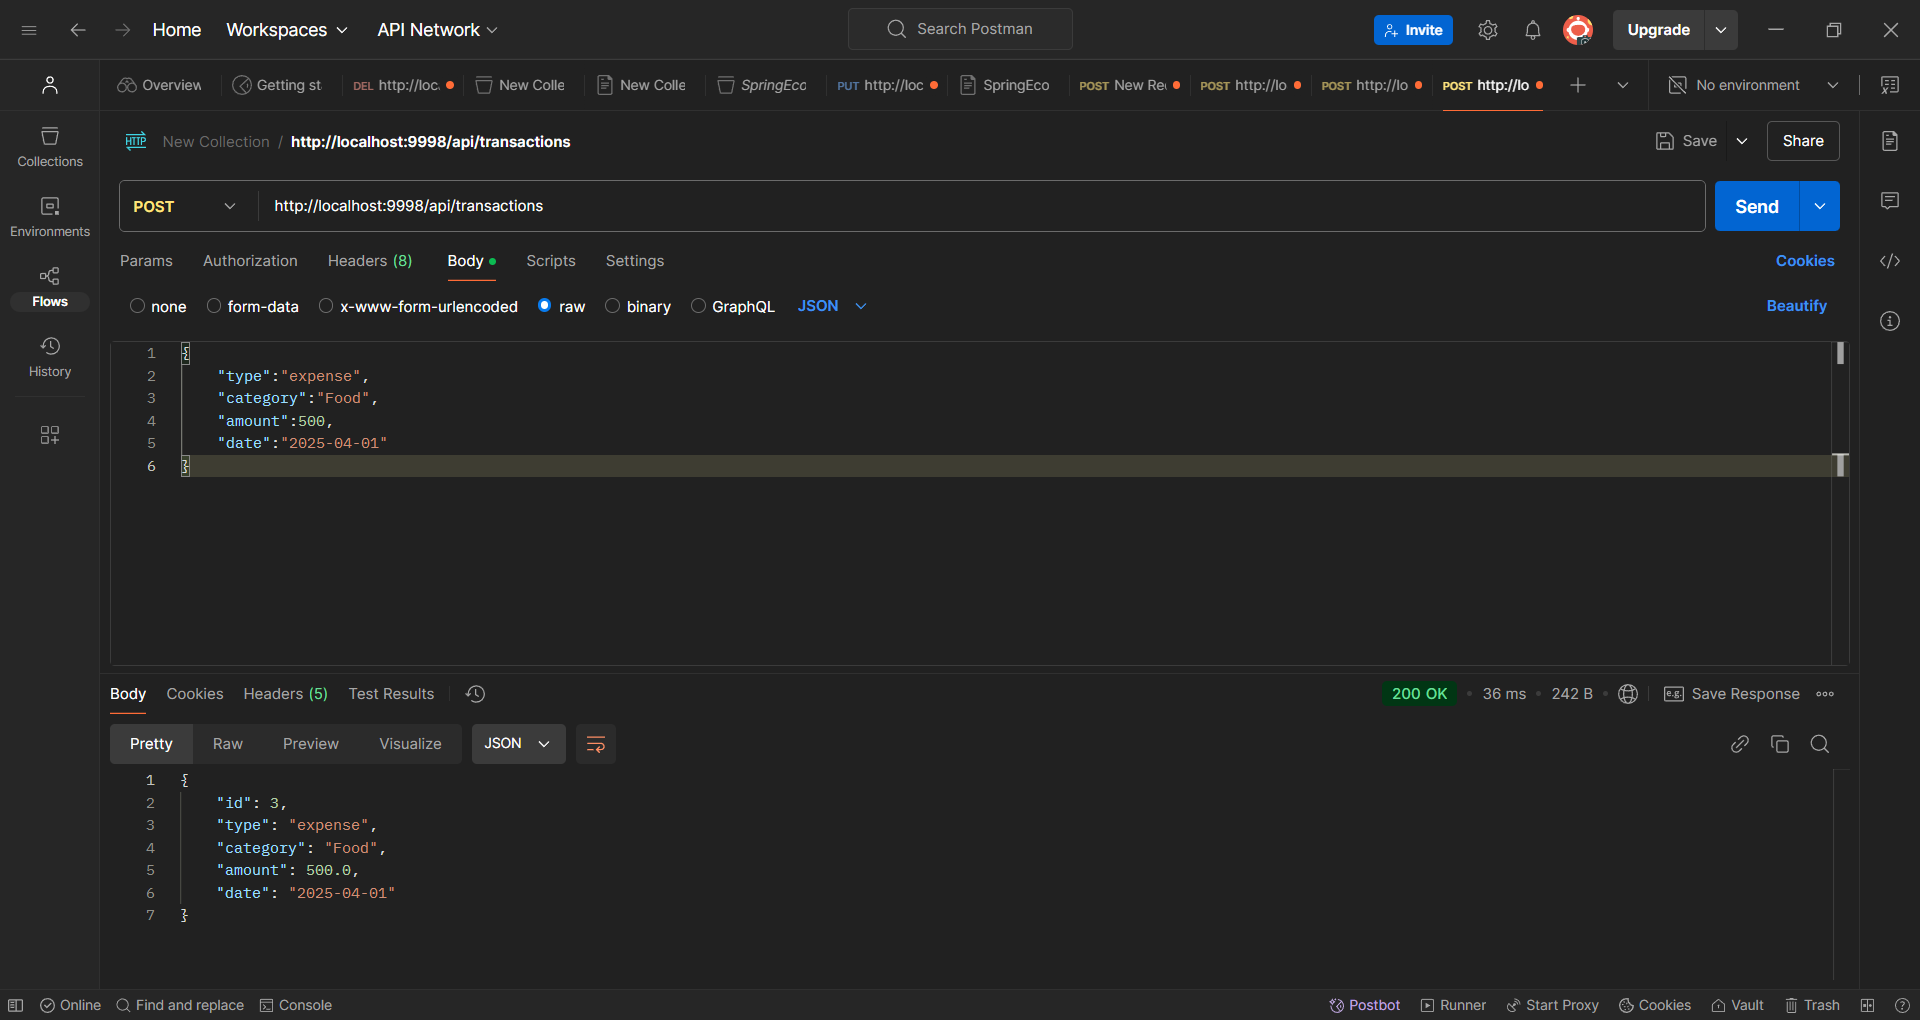 Home Workspaces API Network Search Postman Invite Upgrade
Overview Getting st DEL http://loc. New Colle New Colle SpringEco PUT http://loc SpringEco POST New Re POST http://lo POST http://lo POST http://lo No environment
HTTP New Collection / http://localhost:9998/api/transactions Save Share
Collections
Environments
Flows
History
POST http://localhost:9998/api/transactions Send
Params Authorization Headers (8) Body Scripts Settings Cookies
none form-data x-www-form-urlencoded raw binary GraphQL JSON Beautify
1 {
2 "type":"expense",
3 "category":"Food",
4 "amount":500,
5 "date":"2025-04-01"
6 }
Body Cookies Headers (5) Test Results 200 OK • 36 ms • 242 B • e.g. Save Response
Pretty Raw Preview Visualize JSON
1 {
2 "id": 3,
3 "type": "expense",
4 "category": "Food",
5 "amount": 500.0,
6 "date": "2025-04-01"
7 }
Online Find and replace Console Postbot Runner Start Proxy Cookies Vault Trash